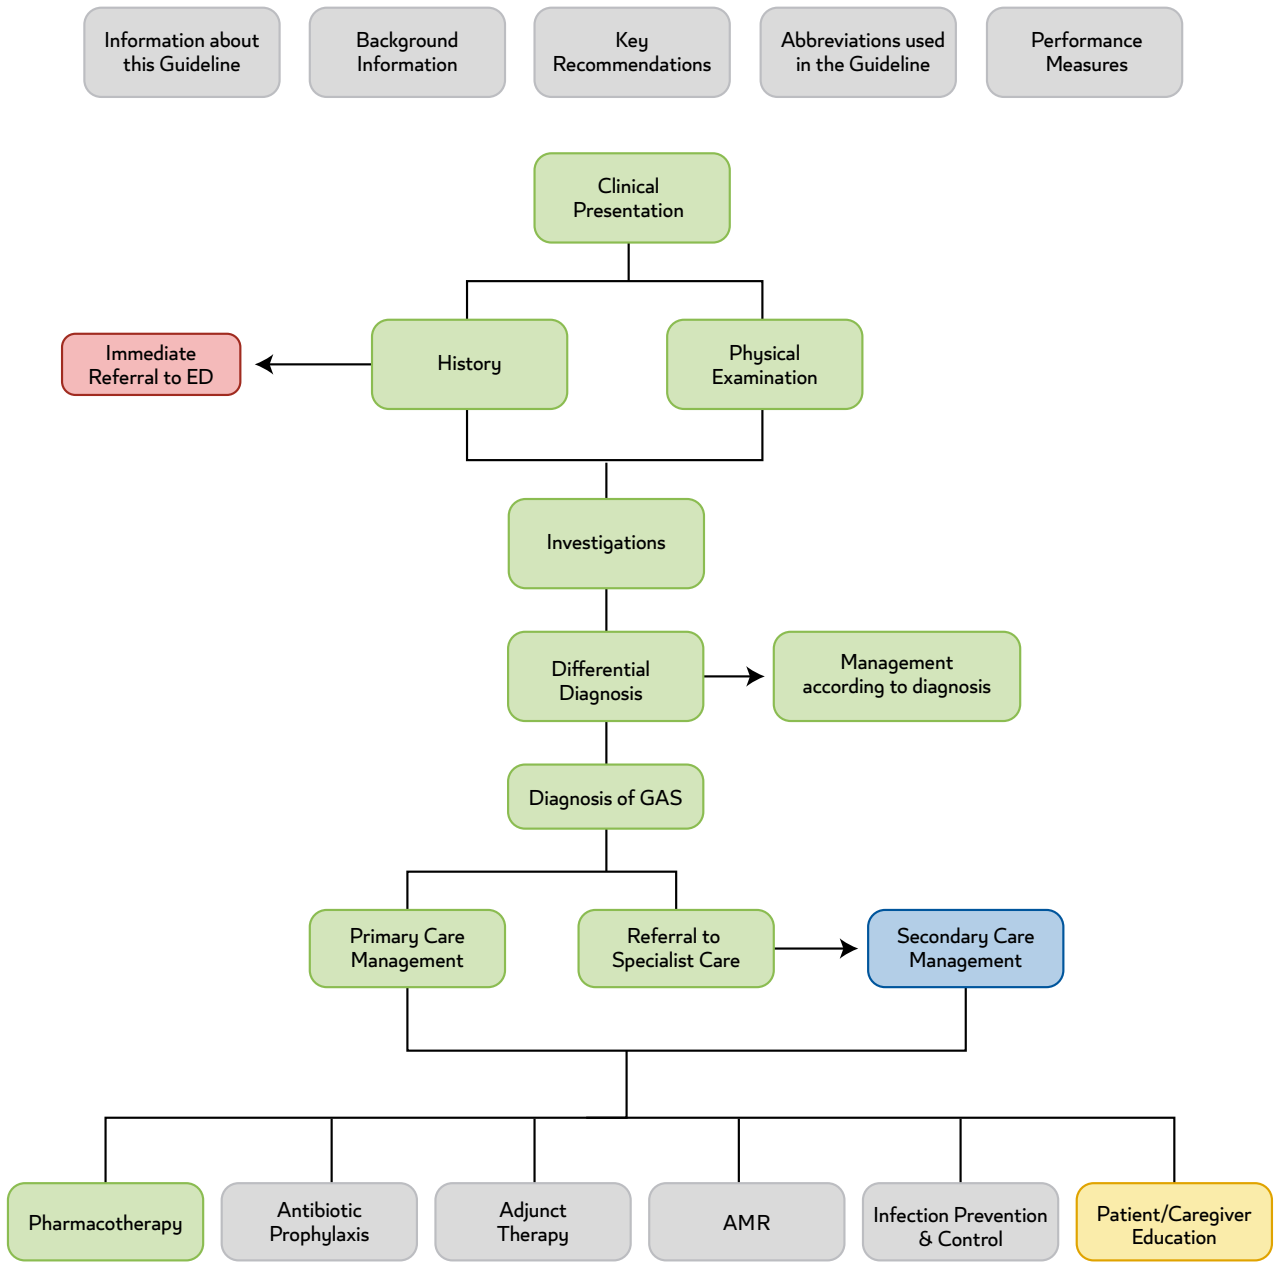 Information about
this Guideline
Background
Information
Key
Recommendations
Abbreviations used
in the Guideline
Performance
Measures
Clinical
Presentation
Immediate
Referral to ED
History
Physical
Examination
Investigations
Differential
Diagnosis
Management
according to diagnosis
Diagnosis of GAS
Primary Care
Management
Referral to
Specialist Care
Secondary Care
Management
Pharmacotherapy
Antibiotic
Prophylaxis
Adjunct
Therapy
AMR
Infection Prevention
& Control
Patient/Caregiver
Education